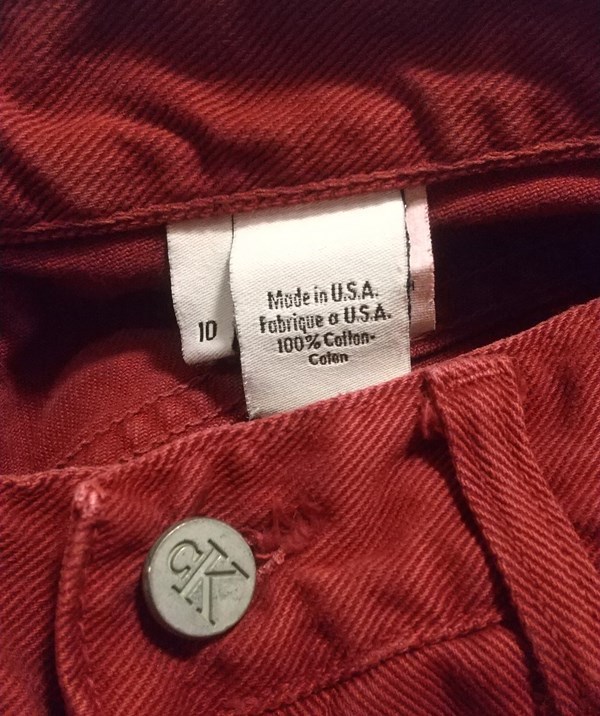 10
Made in U.S.A.
Fabrique a U.S.A.
100% Cotton-
Coton
CK